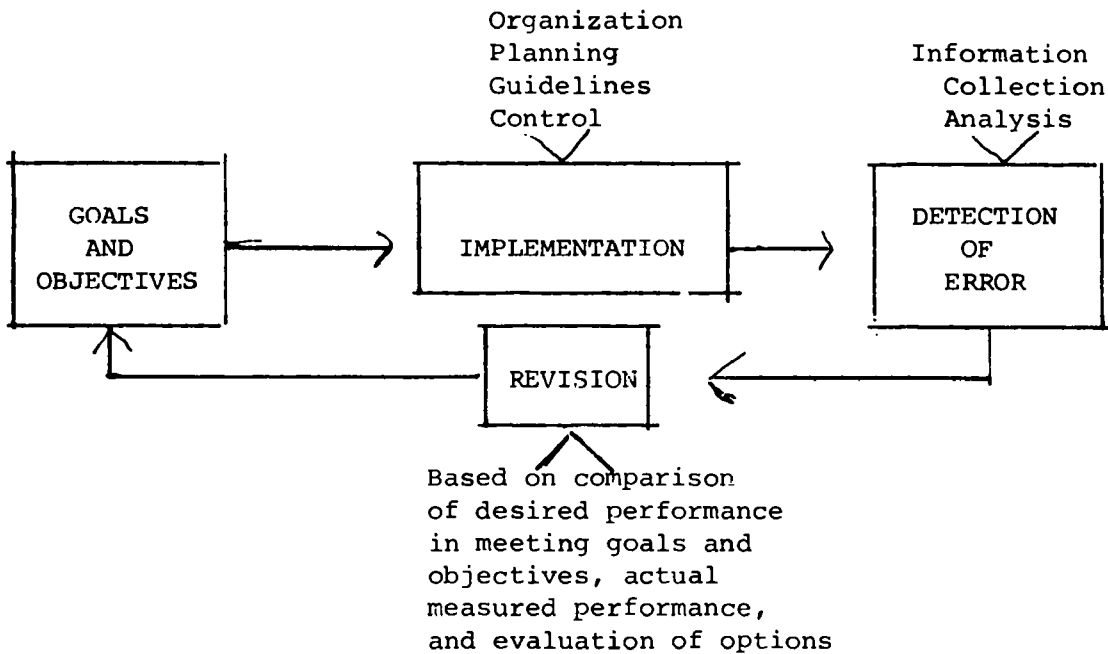 Organization
Planning
Guidelines
Control
Information
Collection
Analysis
GOALS
AND
OBJECTIVES
IMPLEMENTATION
DETECTION
OF
ERROR
REVISION
Based on comparison
of desired performance
in meeting goals and
objectives, actual
measured performance,
and evaluation of options